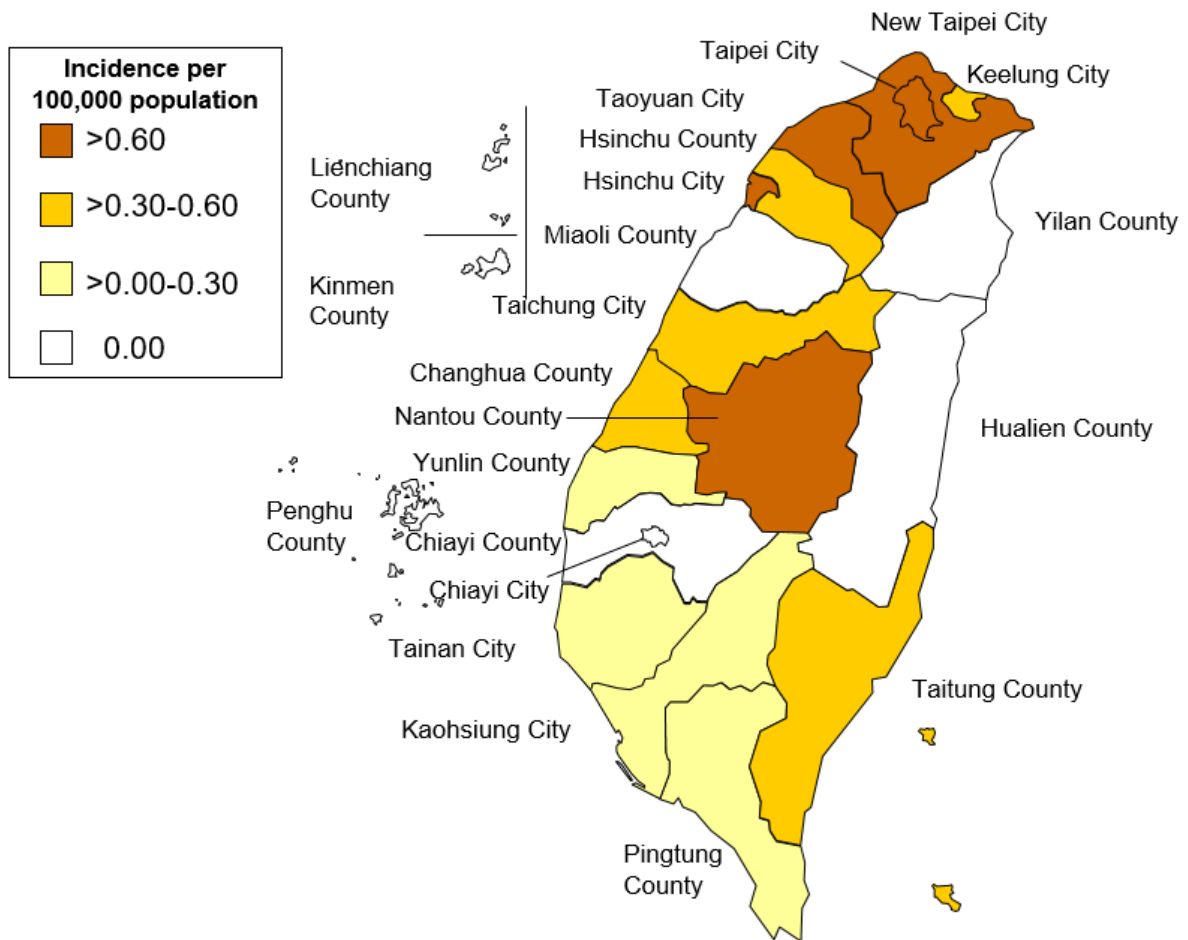 Incidence per
100,000 population
>0.60
>0.30-0.60
>0.00-0.30
0.00
New Taipei City
Taipei City
Keelung City
Taoyuan City
Hsinchu County
Lienchiang
County
Hsinchu City
Miaoli County
Yilan County
Kinmen
County
Taichung City
Changhua County
Nantou County
Hualien County
Yunlin County
Penghu
County
Chiayi County
Chiayi City
Tainan City
Taitung County
Kaohsiung City
Pingtung
County